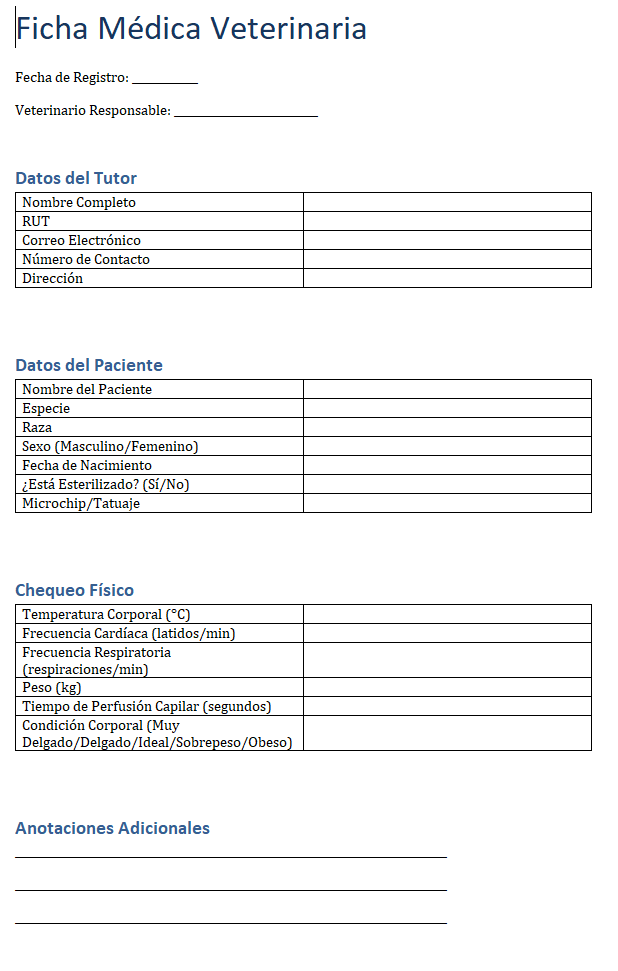 Ficha Médica Veterinaria
Fecha de Registro: __________
Veterinario Responsable: ______________________
Datos del Tutor
Nombre Completo
RUT
Correo Electrónico
Número de Contacto
Dirección
Datos del Paciente
Nombre del Paciente
Especie
Raza
Sexo (Masculino/Femenino)
Fecha de Nacimiento
¿Está Esterilizado? (Sí/No)
Microchip/Tatuaje
Chequeo Físico
Temperatura Corporal (°C)
Frecuencia Cardíaca (latidos/min)
Frecuencia Respiratoria
(respiraciones/min)
Peso (kg)
Tiempo de Perfusión Capilar (segundos)
Condición Corporal (Muy
Delgado/Delgado/Ideal/Sobrepeso/Obeso)
Anotaciones Adicionales